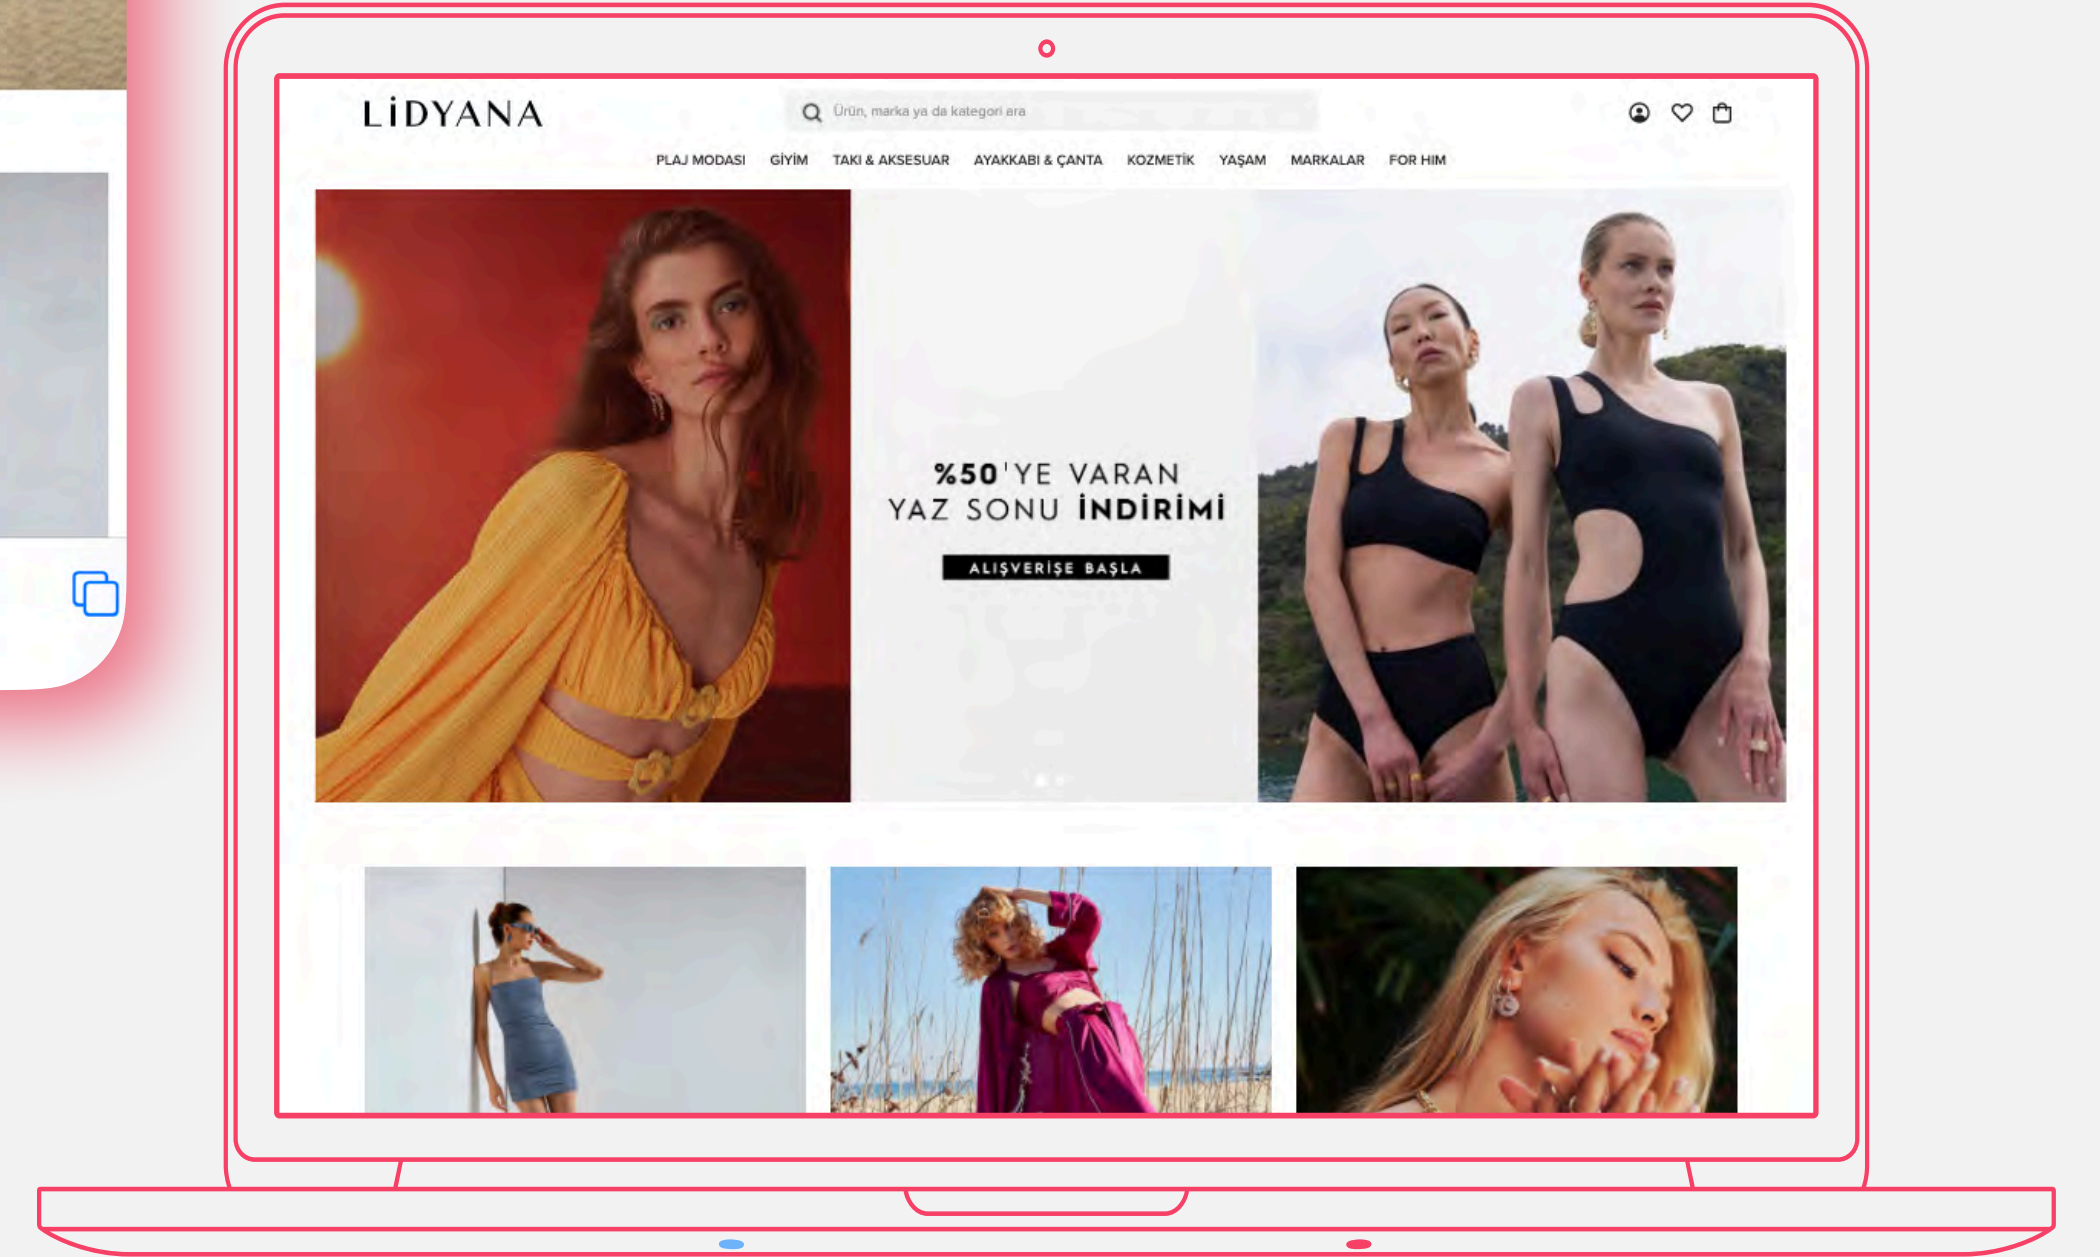 LİDYANA
Ürün, marka ya da kategori ara
PLAJ MODASI GİYİM TAKI & AKSESUAR AYAKKABI & ÇANTA KOZMETİK YAŞAM MARKALAR FOR HIM
%50'YE VARAN
YAZ SONU İNDİRİMİ
ALIŞVERİŞE BAŞLA